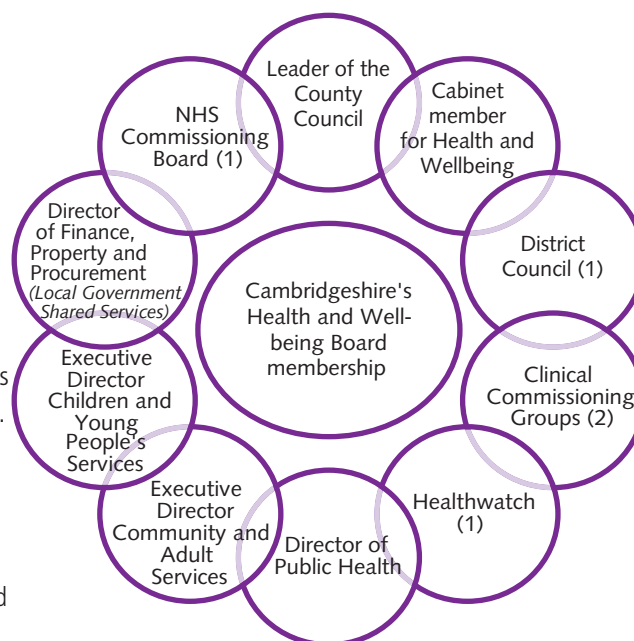 Leader of the
County
Council
Cabinet
member
for Health and
Wellbeing
District
Council (1)
Clinical
Commissioning
Groups (2)
Healthwatch
(1)
Director of
Public Health
Executive
Director
Community and
Adult
Services
Executive
Director
Children and
Young
People's
Services
Director
of Finance,
Property and
Procurement
(Local Government
Shared Services)
NHS
Commissioning
Board (1)
Cambridgeshire's
Health and Well-
being Board
membership